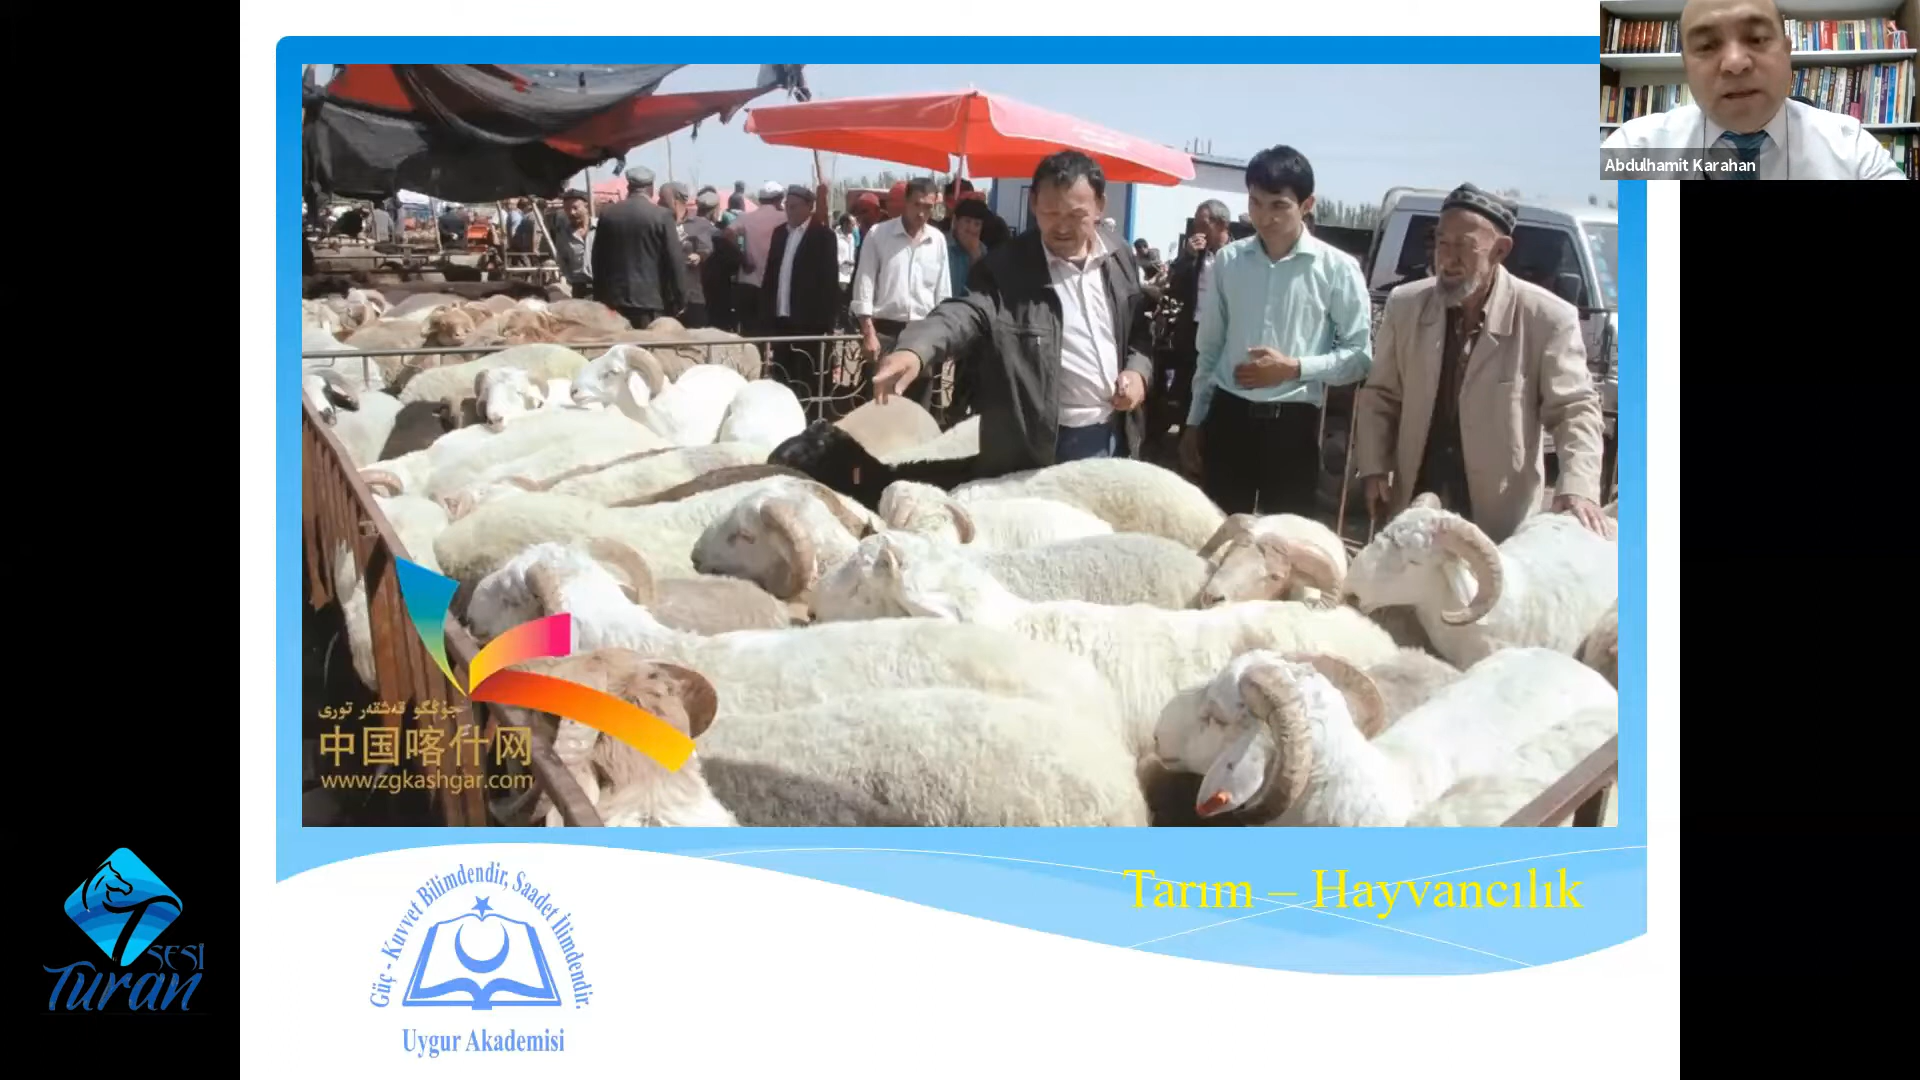 Abdulhamit Karahan
جۇڭگو قەشقەر تورى
中国喀什网
www.zgkashgar.com
Tarım – Hayvancılık
Güç - Kuvvet Bilimdendir, Saadet İlimdendir.
Uygur Akademisi
SESİ
Turan